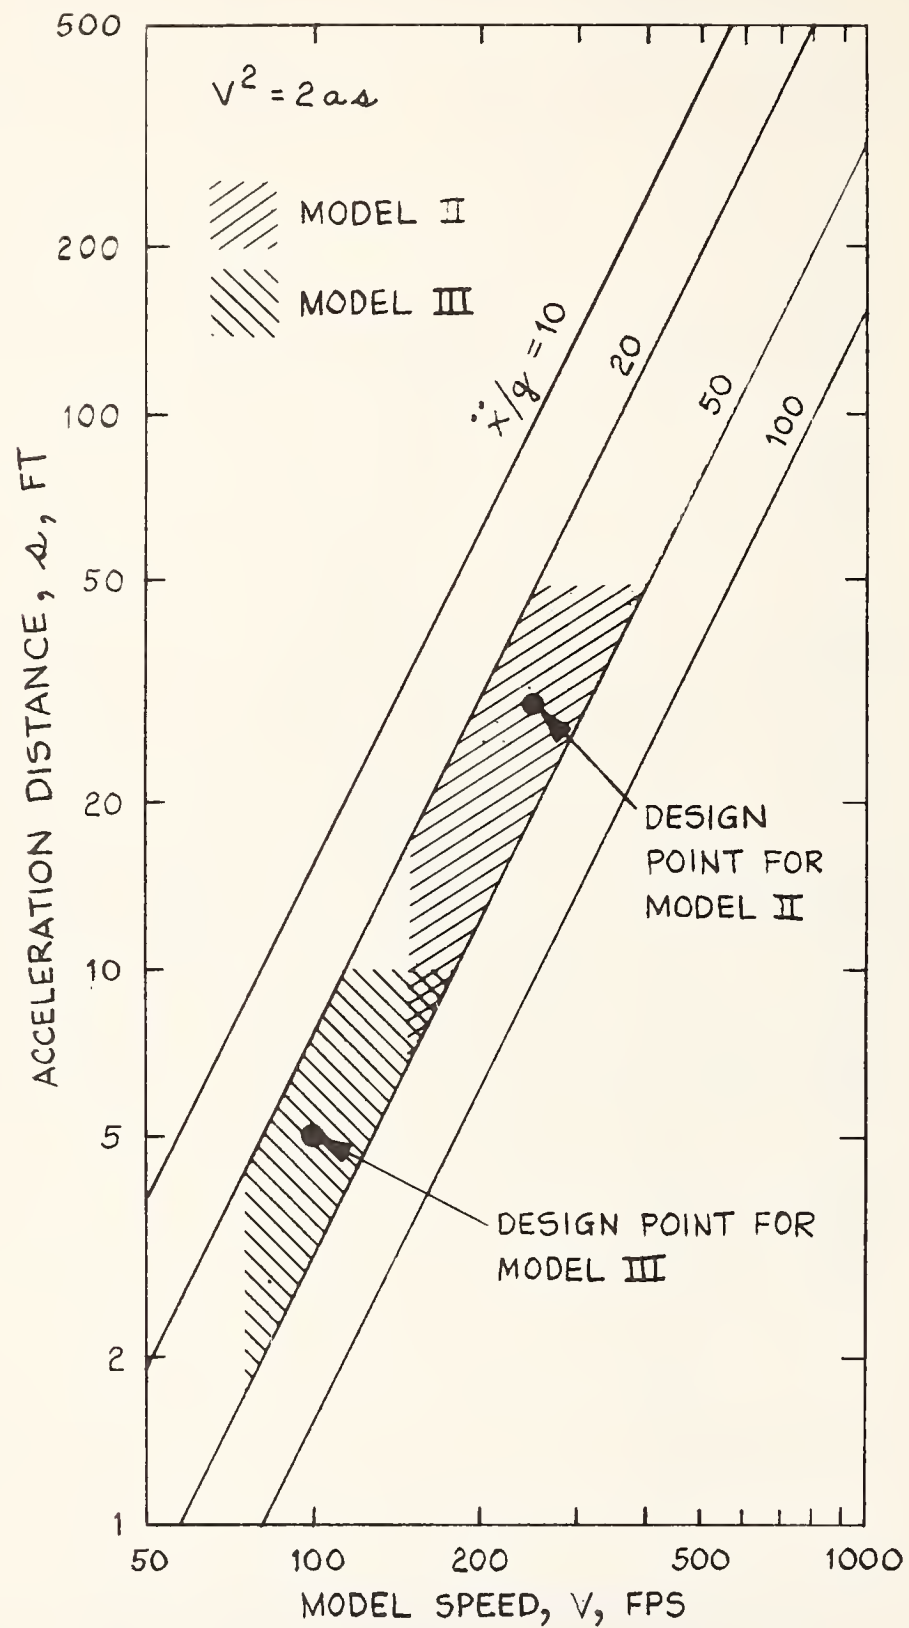 500
200
100
50
20
10
5
2
1
ACCELERATION DISTANCE, s, FT
V² = 2as
MODEL II
MODEL III
ẍ/g = 10
20
50
100
DESIGN
POINT FOR
MODEL II
DESIGN POINT FOR
MODEL III
50
100
200
500
1000
MODEL SPEED, V, FPS